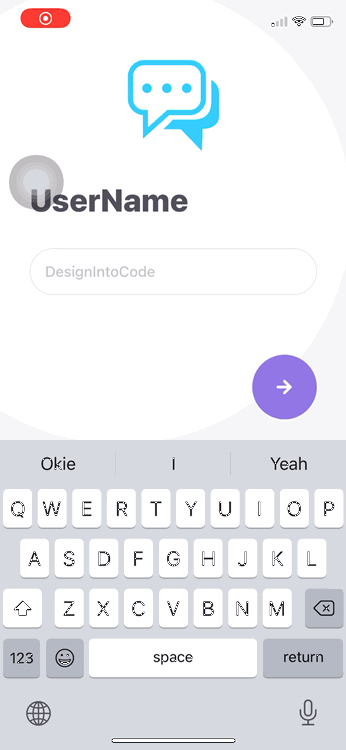 UserName
DesignIntoCode
Okie I Yeah
Q W E R T Y U I O P
A S D F G H J K L
Z X C V B N M
123 space return